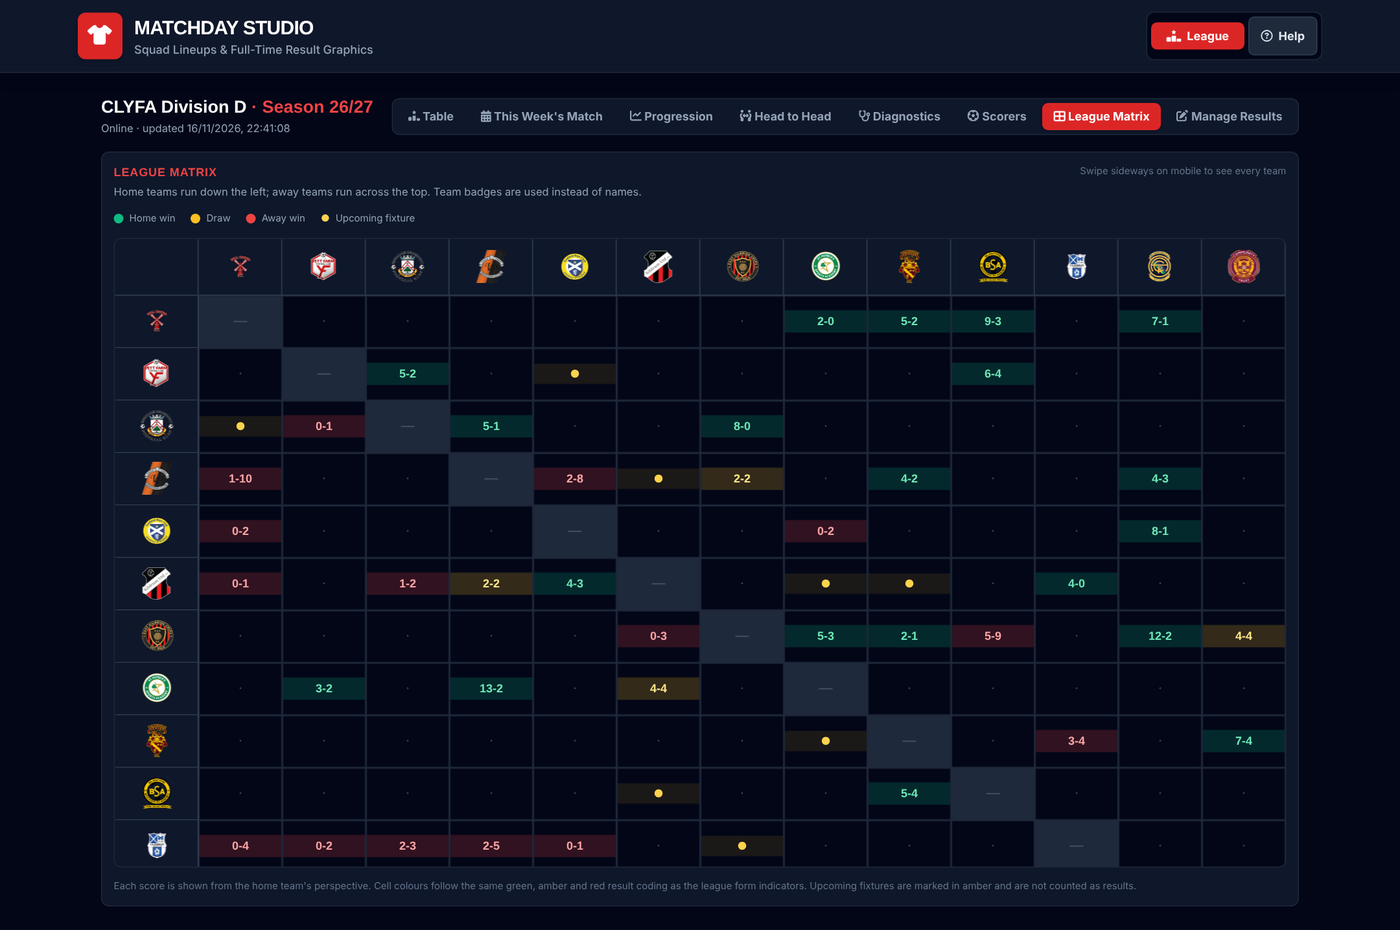 MATCHDAY STUDIO
Squad Lineups & Full-Time Result Graphics
League
Help
CLYFA Division D · Season 26/27
Online · updated 16/11/2026, 22:41:08
Table
This Week's Match
Progression
Head to Head
Diagnostics
Scorers
League Matrix
Manage Results
LEAGUE MATRIX
Swipe sideways on mobile to see every team
Home teams run down the left; away teams run across the top. Team badges are used instead of names.
Home win
Draw
Away win
Upcoming fixture
BSA
— 2-0 5-2 9-3 7-1
— 5-2 6-4
0-1 — 5-1 8-0
1-10 — 2-8 2-2 4-2 4-3
0-2 — 0-2 8-1
0-1 1-2 2-2 4-3 — 4-0
0-3 — 5-3 2-1 5-9 12-2 4-4
3-2 13-2 4-4 —
— 3-4 7-4
BSA 5-4 —
0-4 0-2 2-3 2-5 0-1 —
Each score is shown from the home team's perspective. Cell colours follow the same green, amber and red result coding as the league form indicators. Upcoming fixtures are marked in amber and are not counted as results.